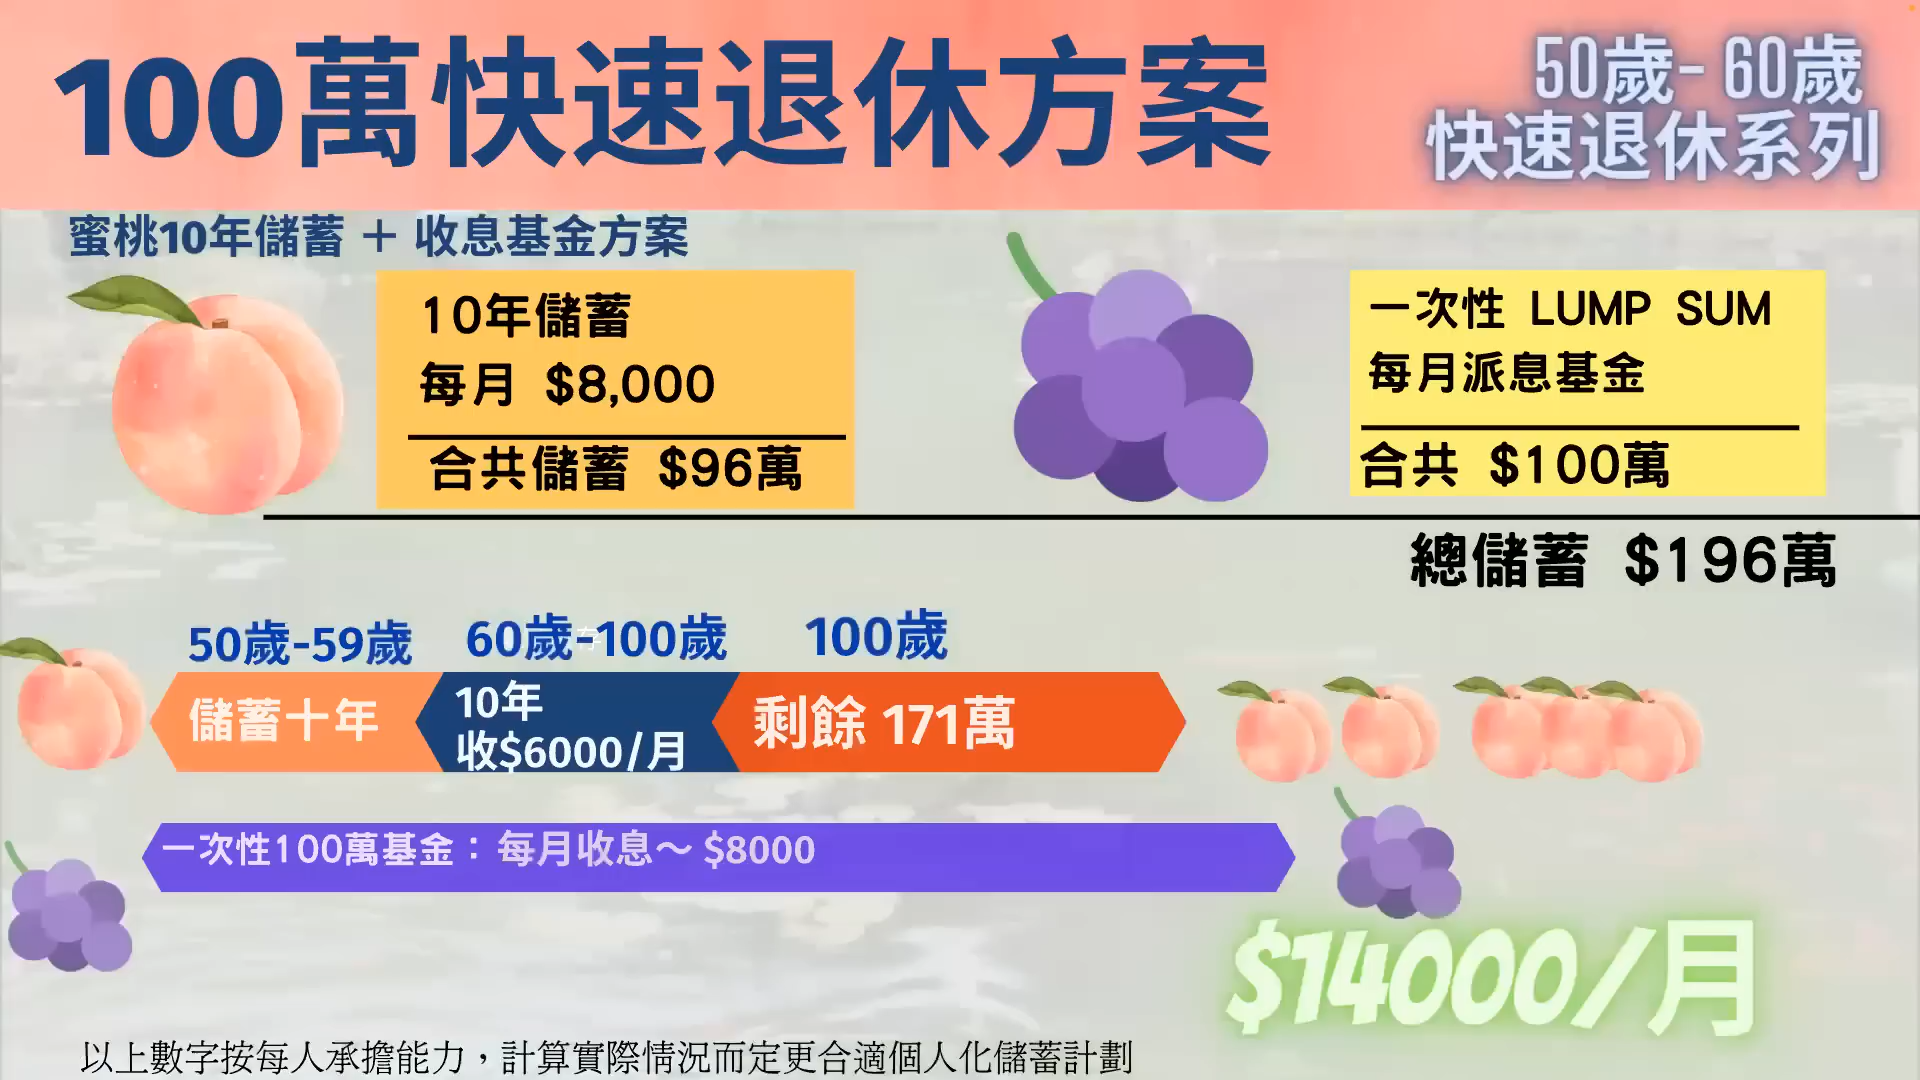 100萬快速退休方案
50歲- 60歲
快速退休系列
蜜桃10年儲蓄 + 收息基金方案
10年儲蓄
每月 $8,000
合共儲蓄 $96萬
一次性 LUMP SUM
每月派息基金
合共 $100萬
總儲蓄 $196萬
50歲-59歲
60歲-100歲
存
100歲
儲蓄十年
10年
收$6000/月
剩餘 171萬
一次性100萬基金：每月收息～ $8000
$14000/月
以上數字按每人承擔能力，計算實際情況而定更合適個人化儲蓄計劃